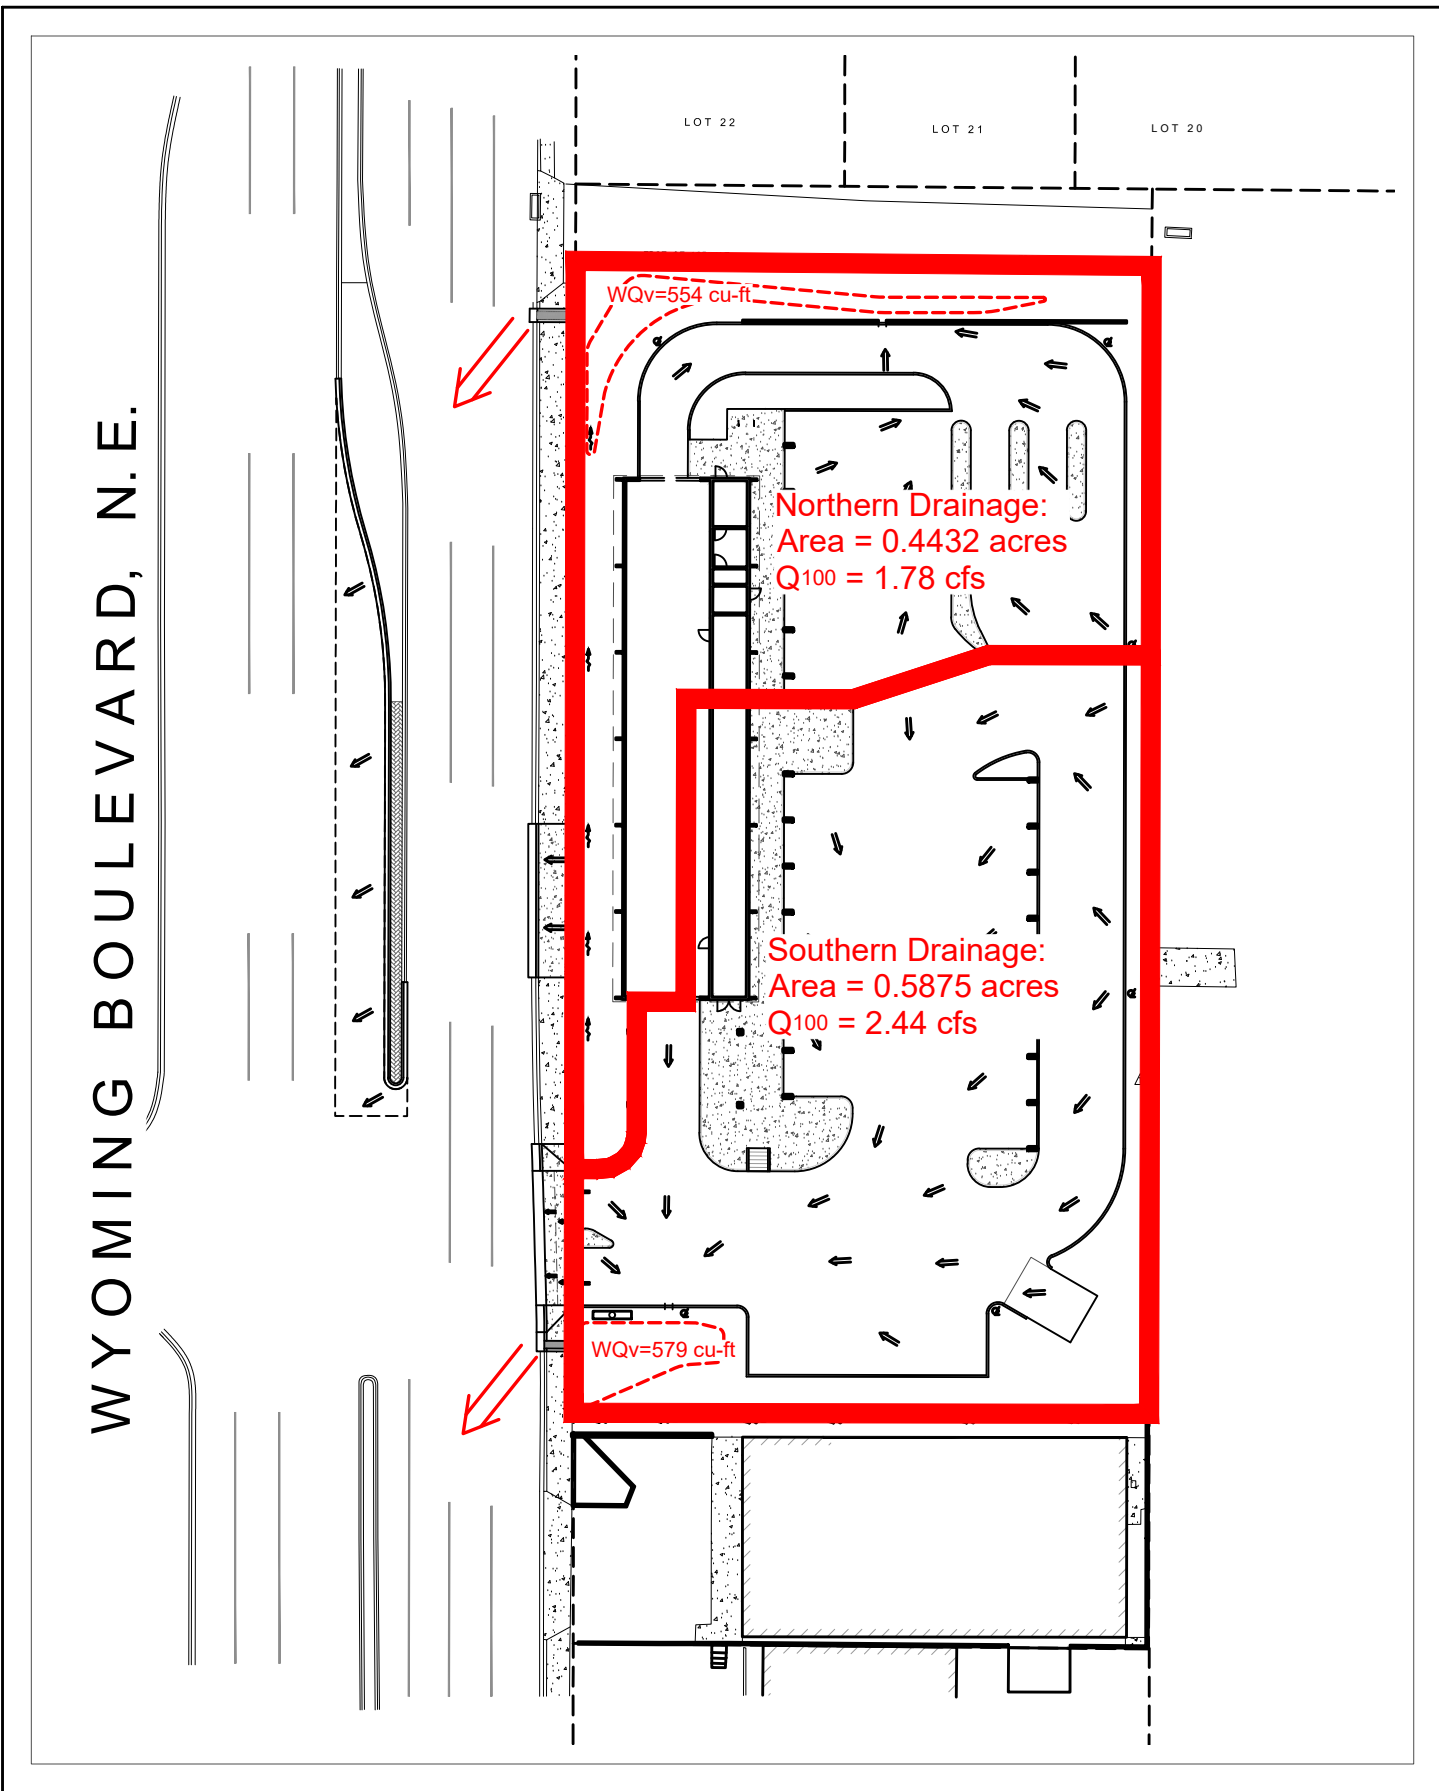 LOT 22
LOT 21
LOT 20
WQv=554 cu-ft
Northern Drainage:
Area = 0.4432 acres
Q100 = 1.78 cfs
WYOMING BOULEVARD, N.E.
Southern Drainage:
Area = 0.5875 acres
Q100 = 2.44 cfs
WQv=579 cu-ft